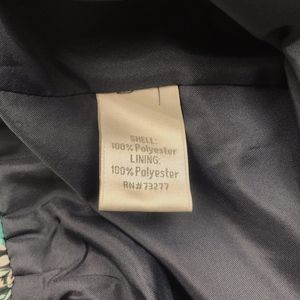 SHELL:
100% Polyester
LINING:
100% Polyester
RN#73277